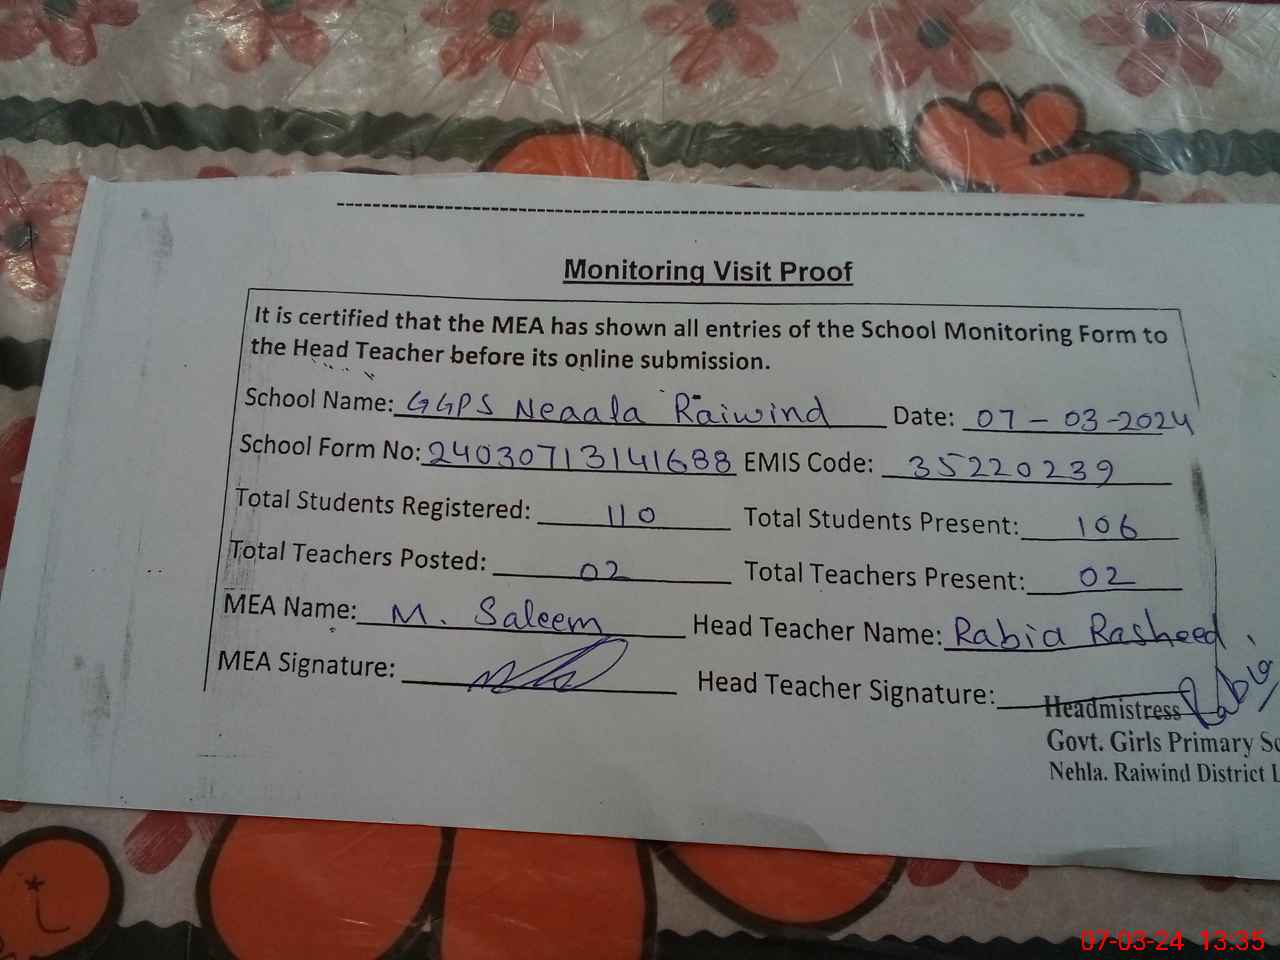 Monitoring Visit Proof
It is certified that the MEA has shown all entries of the School Monitoring Form to
the Head Teacher before its online submission.
School Name: GGPS Neaala Raiwind Date: 07-03-2024
School Form No: 24030713141688 EMIS Code: 35220239
Total Students Registered: 110 Total Students Present: 106
Total Teachers Posted: 02 Total Teachers Present: 02
MEA Name: M. Saleem Head Teacher Name: Rabia Rasheed.
MEA Signature: Head Teacher Signature: Rabia
Headmistress
Govt. Girls Primary
Nehla. Raiwind District
07-03-24 13:35